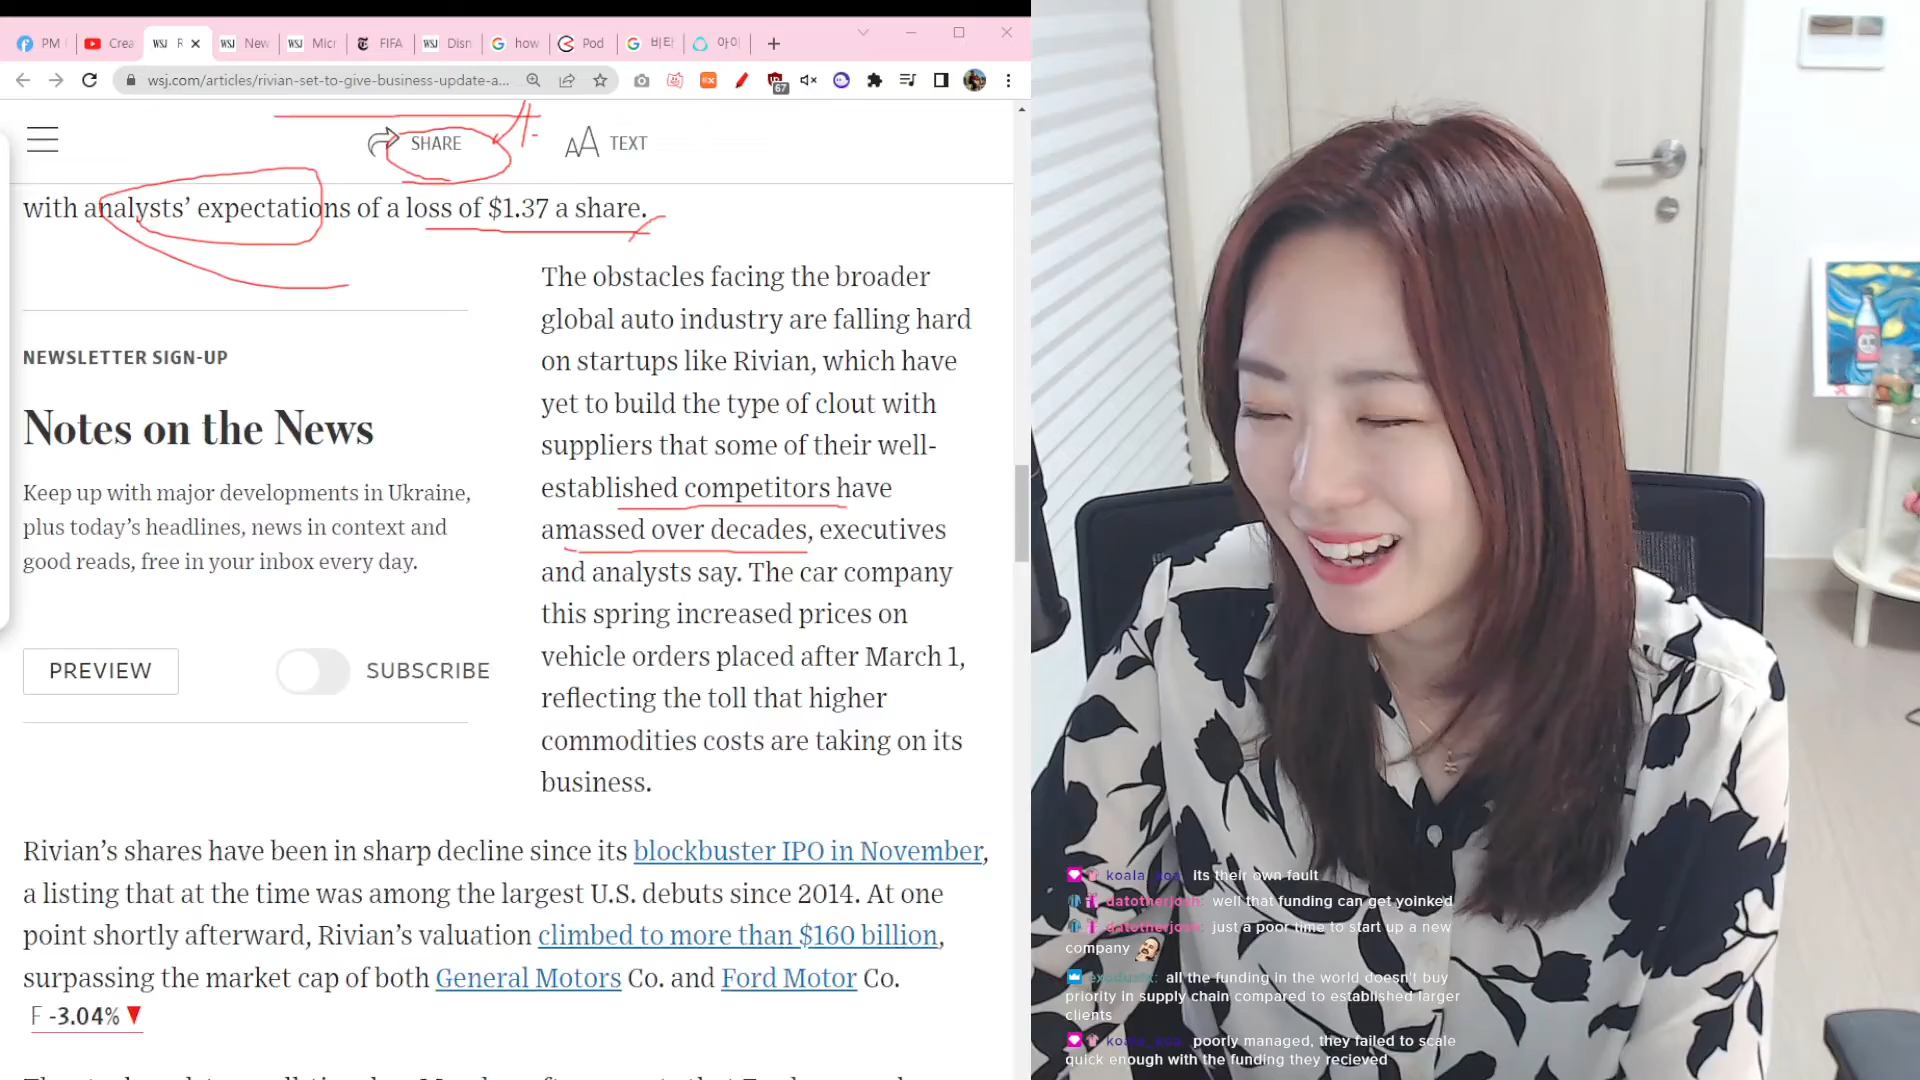 PM
Crea
WSJ R
WSJ New
WSJ Micr
FIFA
WSJ Disn
how
Pod
비트
아이
wsj.com/articles/rivian-set-to-give-business-update-a...
67
SHARE
TEXT
with analysts’ expectations of a loss of $1.37 a share.
NEWSLETTER SIGN-UP
Notes on the News
Keep up with major developments in Ukraine,
plus today’s headlines, news in context and
good reads, free in your inbox every day.
PREVIEW
SUBSCRIBE
The obstacles facing the broader
global auto industry are falling hard
on startups like Rivian, which have
yet to build the type of clout with
suppliers that some of their well-
established competitors have
amassed over decades, executives
and analysts say. The car company
this spring increased prices on
vehicle orders placed after March 1,
reflecting the toll that higher
commodities costs are taking on its
business.
Rivian’s shares have been in sharp decline since its blockbuster IPO in November,
a listing that at the time was among the largest U.S. debuts since 2014. At one
point shortly afterward, Rivian’s valuation climbed to more than $160 billion,
surpassing the market cap of both General Motors Co. and Ford Motor Co.
F -3.04%
koala_koa: Its their own fault
datotherjosh: well that funding can get yoinked
datotherjosh: just a poor time to start up a new
company
all the funding in the world doesn't buy
priority in supply chain compared to established larger
clients
koala_koa: poorly managed, they failed to scale
quick enough with the funding they recieved